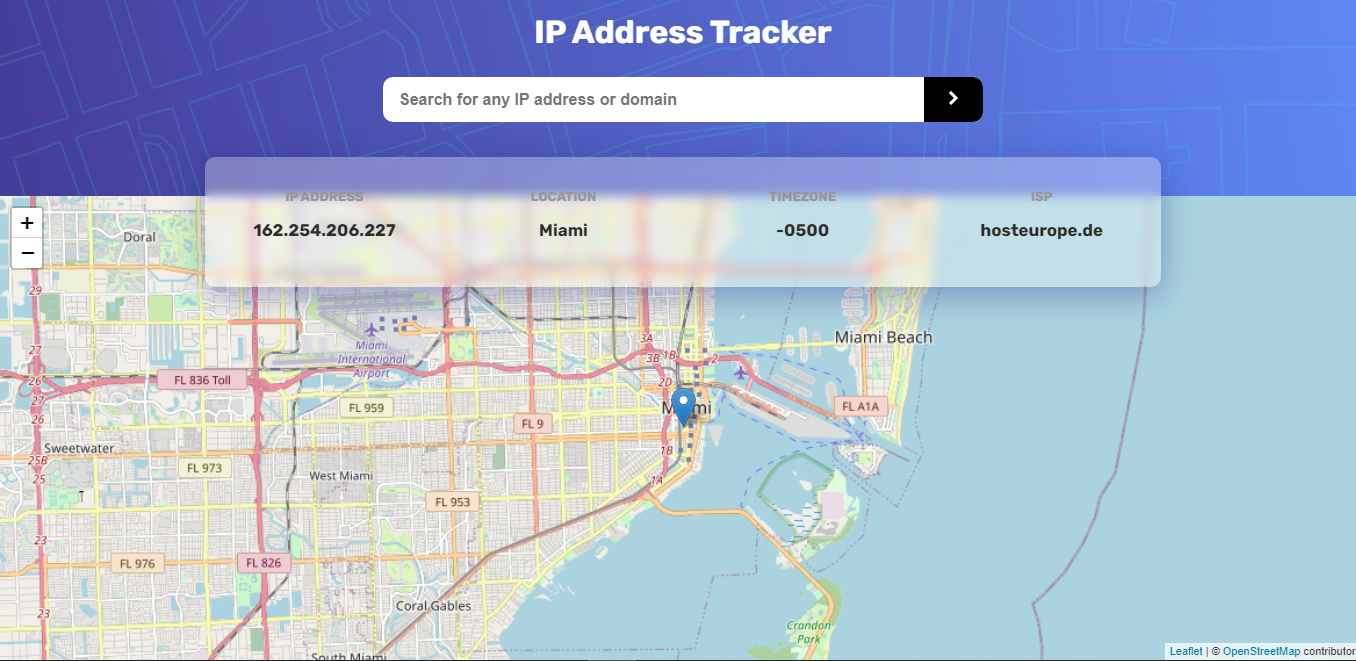 IP Address Tracker
Search for any IP address or domain
IP ADDRESS
LOCATION
TIMEZONE
ISP
162.254.206.227
Miami
-0500
hosteurope.de
+
−
Doral
29
Miami
International
Airport
Miami Beach
3A
3B
1B
2
27
26
27
26
FL 836 Toll
2D
FL 959
FL A1A
FL 9
Sweetwater
25B
25
FL 973
West Miami
1B
1A
FL 953
23
FL 976
FL 826
Coral Gables
23
Crandon
Park
South Miami
Leaflet | © OpenStreetMap contributor